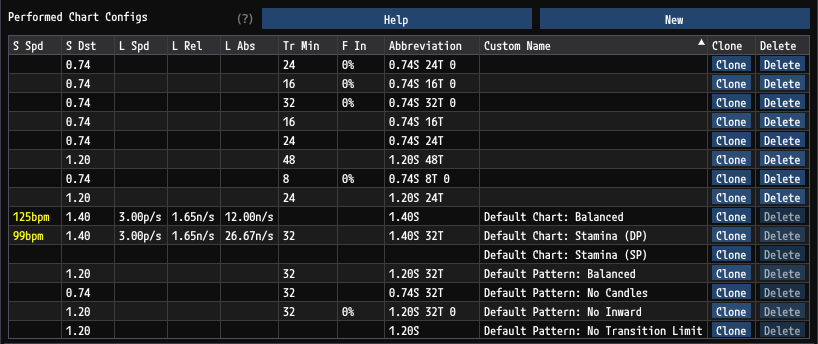 Performed Chart Configs (?) Help New
S Spd S Dst L Spd L Rel L Abs Tr Min F In Abbreviation Custom Name ▲ Clone Delete
0.74 24 0% 0.74S 24T 0 Clone Delete
0.74 16 0% 0.74S 16T 0 Clone Delete
0.74 32 0% 0.74S 32T 0 Clone Delete
0.74 16 0.74S 16T Clone Delete
0.74 24 0.74S 24T Clone Delete
1.20 48 1.20S 48T Clone Delete
0.74 8 0% 0.74S 8T 0 Clone Delete
1.20 24 1.20S 24T Clone Delete
125bpm 1.40 3.00p/s 1.65n/s 12.00n/s 1.40S Default Chart: Balanced Clone Delete
99bpm 1.40 3.00p/s 1.65n/s 26.67n/s 32 1.40S 32T Default Chart: Stamina (DP) Clone Delete
Default Chart: Stamina (SP) Clone Delete
1.20 32 1.20S 32T Default Pattern: Balanced Clone Delete
0.74 32 0.74S 32T Default Pattern: No Candles Clone Delete
1.20 32 0% 1.20S 32T 0 Default Pattern: No Inward Clone Delete
1.20 1.20S Default Pattern: No Transition Limit Clone Delete